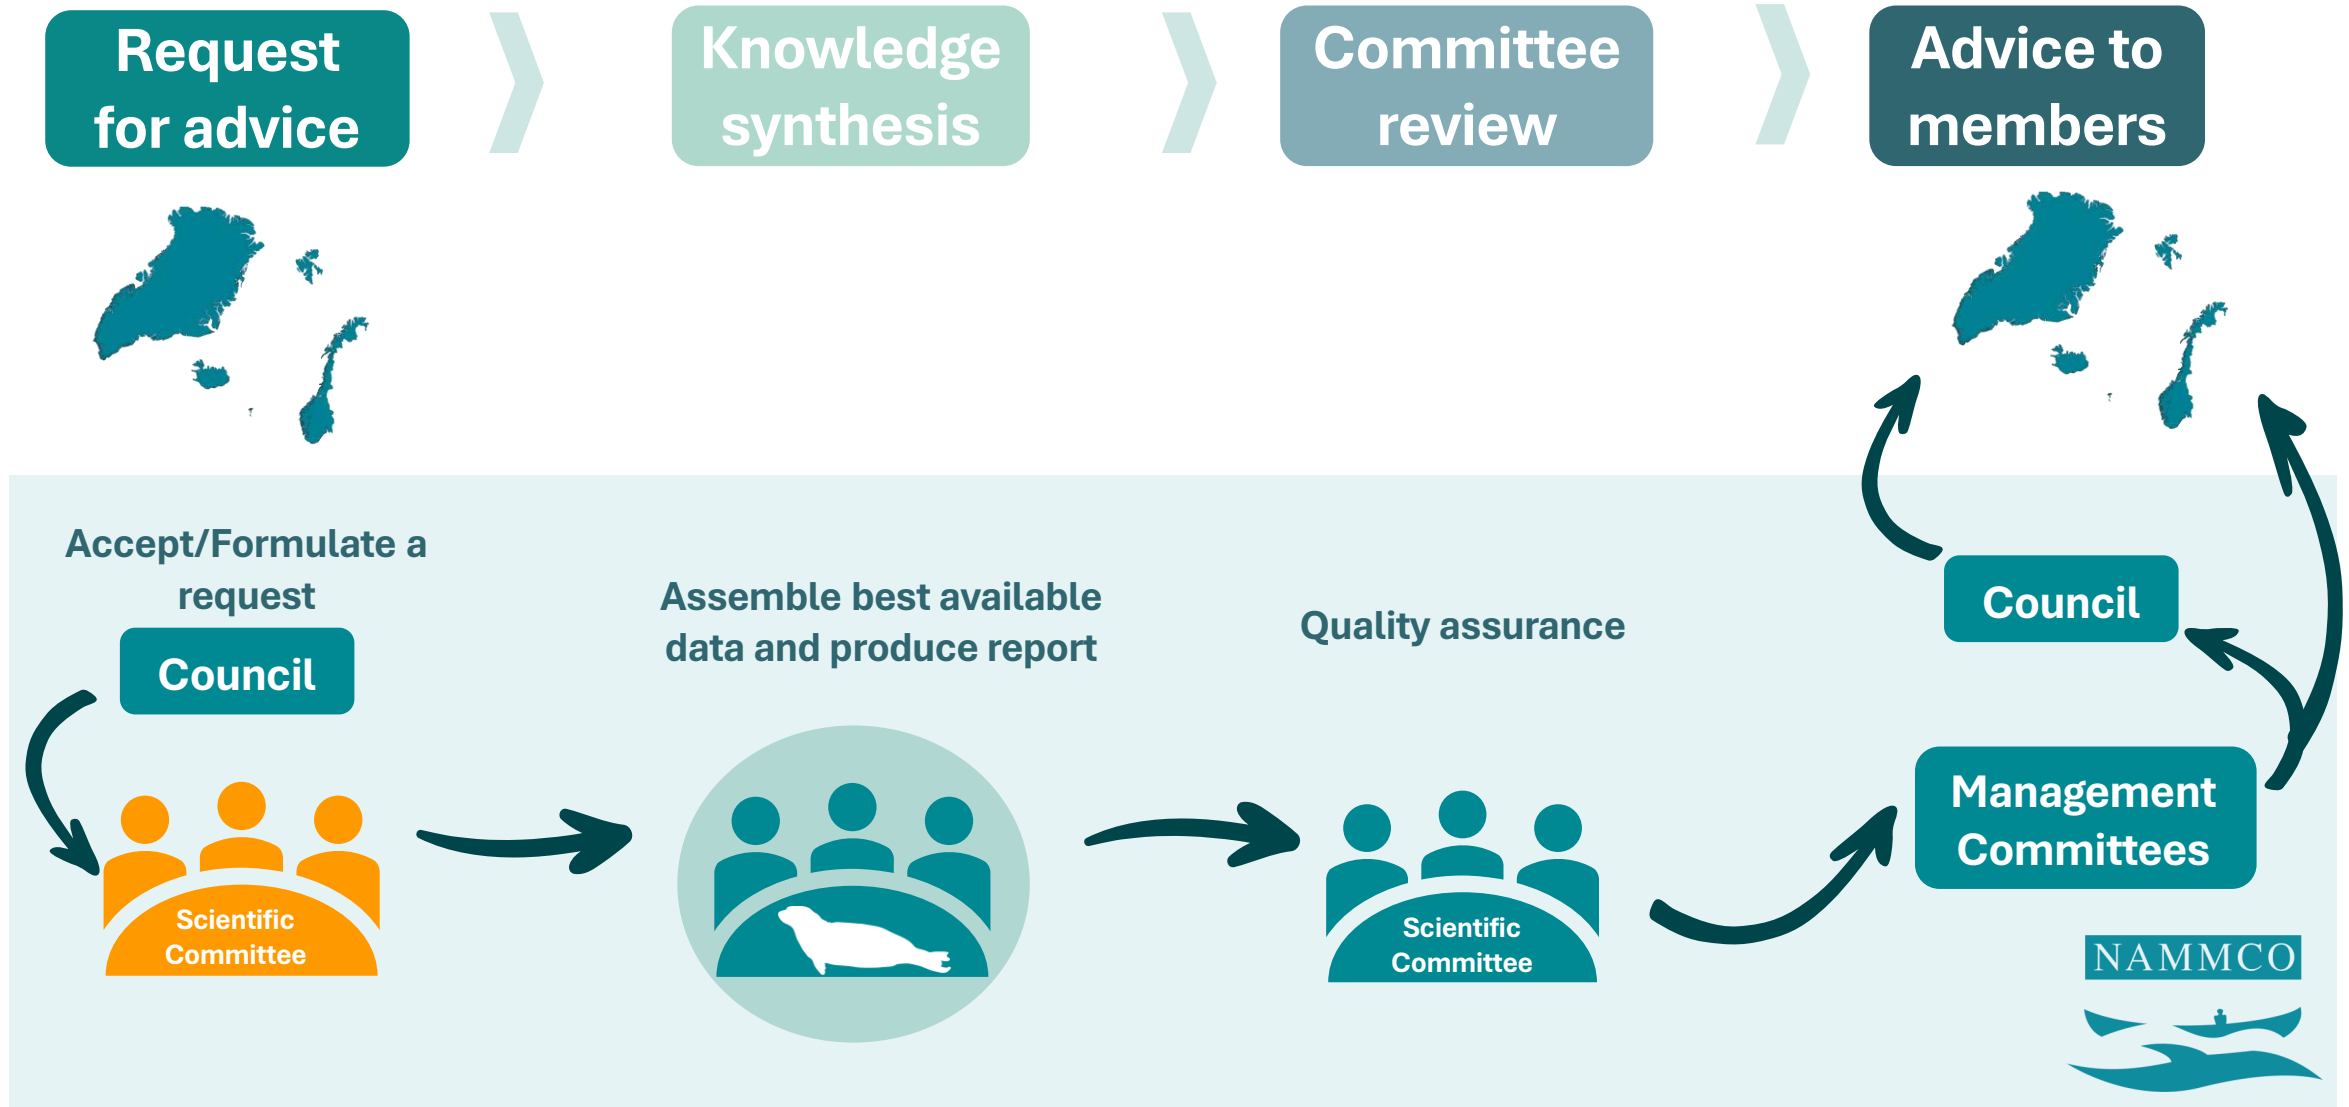 Request
for advice
Knowledge
synthesis
Committee
review
Advice to
members
Accept/Formulate a
request
Council
Scientific
Committee
Assemble best available
data and produce report
Quality assurance
Scientific
Committee
Council
Management
Committees
NAMMCO